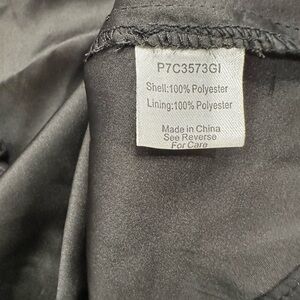 P7C3573GI
Shell:100% Polyester
Lining:100% Polyester
Made in China
See Reverse
For Care